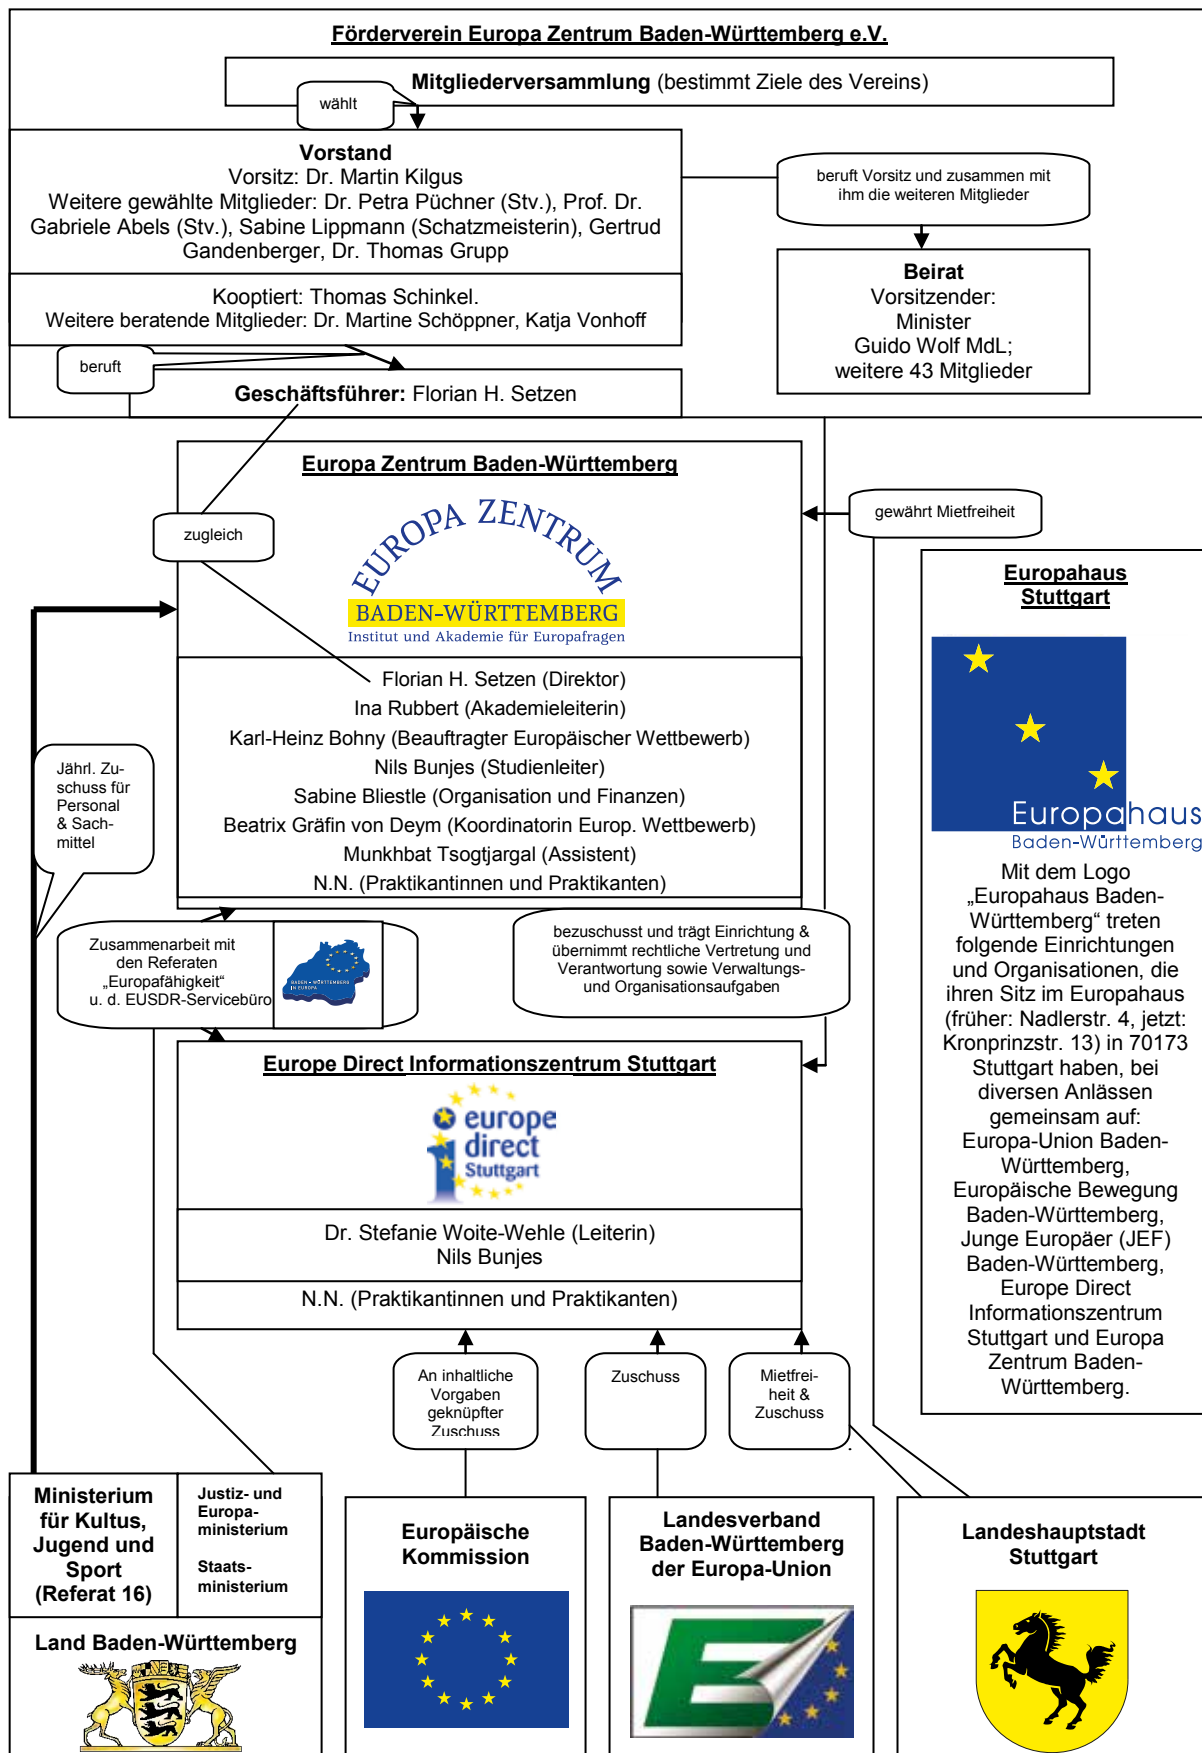 Förderverein Europa Zentrum Baden-Württemberg e.V.
Mitgliederversammlung (bestimmt Ziele des Vereins)
wählt
Vorstand
Vorsitz: Dr. Martin Kilgus
Weitere gewählte Mitglieder: Dr. Petra Püchner (Stv.), Prof. Dr.
Gabriele Abels (Stv.), Sabine Lippmann (Schatzmeisterin), Gertrud
Gandenberger, Dr. Thomas Grupp
beruft Vorsitz und zusammen mit
ihm die weiteren Mitglieder
Kooptiert: Thomas Schinkel.
Weitere beratende Mitglieder: Dr. Martine Schöppner, Katja Vonhoff
Beirat
Vorsitzender:
Minister
Guido Wolf MdL;
weitere 43 Mitglieder
beruft
Geschäftsführer: Florian H. Setzen
Europa Zentrum Baden-Württemberg
EUROPA ZENTRUM
BADEN-WÜRTTEMBERG
Institut und Akademie für Europafragen
zugleich
gewährt Mietfreiheit
Florian H. Setzen (Direktor)
Ina Rubbert (Akademieleiterin)
Karl-Heinz Bohny (Beauftragter Europäischer Wettbewerb)
Nils Bunjes (Studienleiter)
Sabine Bliestle (Organisation und Finanzen)
Beatrix Gräfin von Deym (Koordinatorin Europ. Wettbewerb)
Munkhbat Tsogtjargal (Assistent)
N.N. (Praktikantinnen und Praktikanten)
Jährl. Zu-
schuss für
Personal
& Sach-
mittel
Europahaus
Stuttgart
Europahaus
Baden-Württemberg
Mit dem Logo
„Europahaus Baden-
Württemberg“ treten
folgende Einrichtungen
und Organisationen, die
ihren Sitz im Europahaus
(früher: Nadlerstr. 4, jetzt:
Kronprinzstr. 13) in 70173
Stuttgart haben, bei
diversen Anlässen
gemeinsam auf:
Europa-Union Baden-
Württemberg,
Europäische Bewegung
Baden-Württemberg,
Junge Europäer (JEF)
Baden-Württemberg,
Europe Direct
Informationszentrum
Stuttgart und Europa
Zentrum Baden-
Württemberg.
Zusammenarbeit mit
den Referaten
„Europafähigkeit“
u. d. EUSDR-Servicebüro
BADEN-WÜRTTEMBERG
IN EUROPA
bezuschusst und trägt Einrichtung &
übernimmt rechtliche Vertretung und
Verantwortung sowie Verwaltungs-
und Organisationsaufgaben
Europe Direct Informationszentrum Stuttgart
europe
direct
Stuttgart
Dr. Stefanie Woite-Wehle (Leiterin)
Nils Bunjes
N.N. (Praktikantinnen und Praktikanten)
An inhaltliche
Vorgaben
geknüpfter
Zuschuss
Zuschuss
Mietfrei-
heit &
Zuschuss
Ministerium
für Kultus,
Jugend und
Sport
(Referat 16)
Justiz- und
Europa-
ministerium
Staats-
ministerium
Land Baden-Württemberg
Europäische
Kommission
Landesverband
Baden-Württemberg
der Europa-Union
E
Landeshauptstadt
Stuttgart